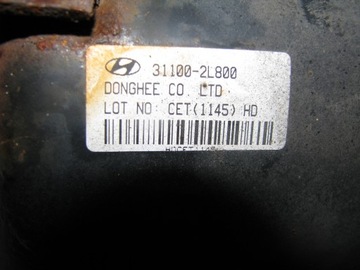 31100-2L800
DONGHEE CO. LTD
LOT NO: CET(1145) HD